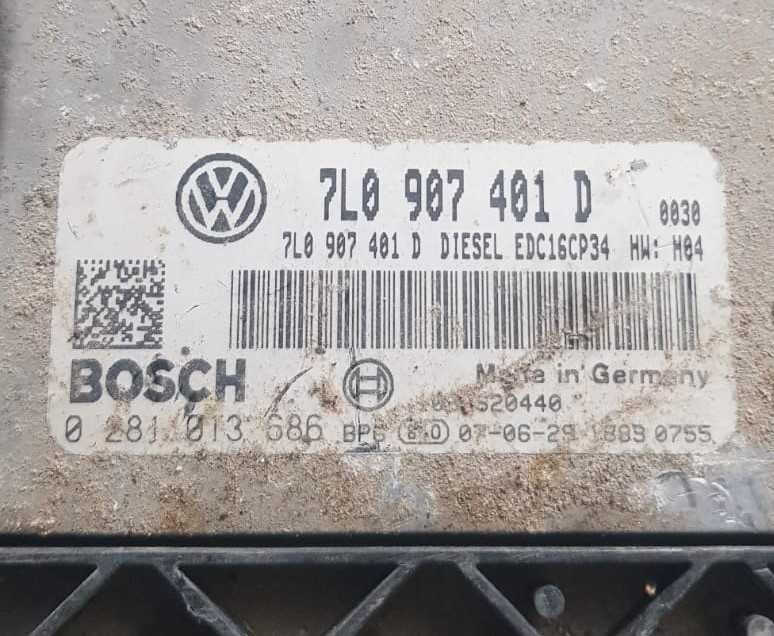 7L0 907 401 D 0030
7L0 907 401 D DIESEL EDC16CP34 HW: H04
BOSCH
Made in Germany
0 281 013 686 07-06-29 0755